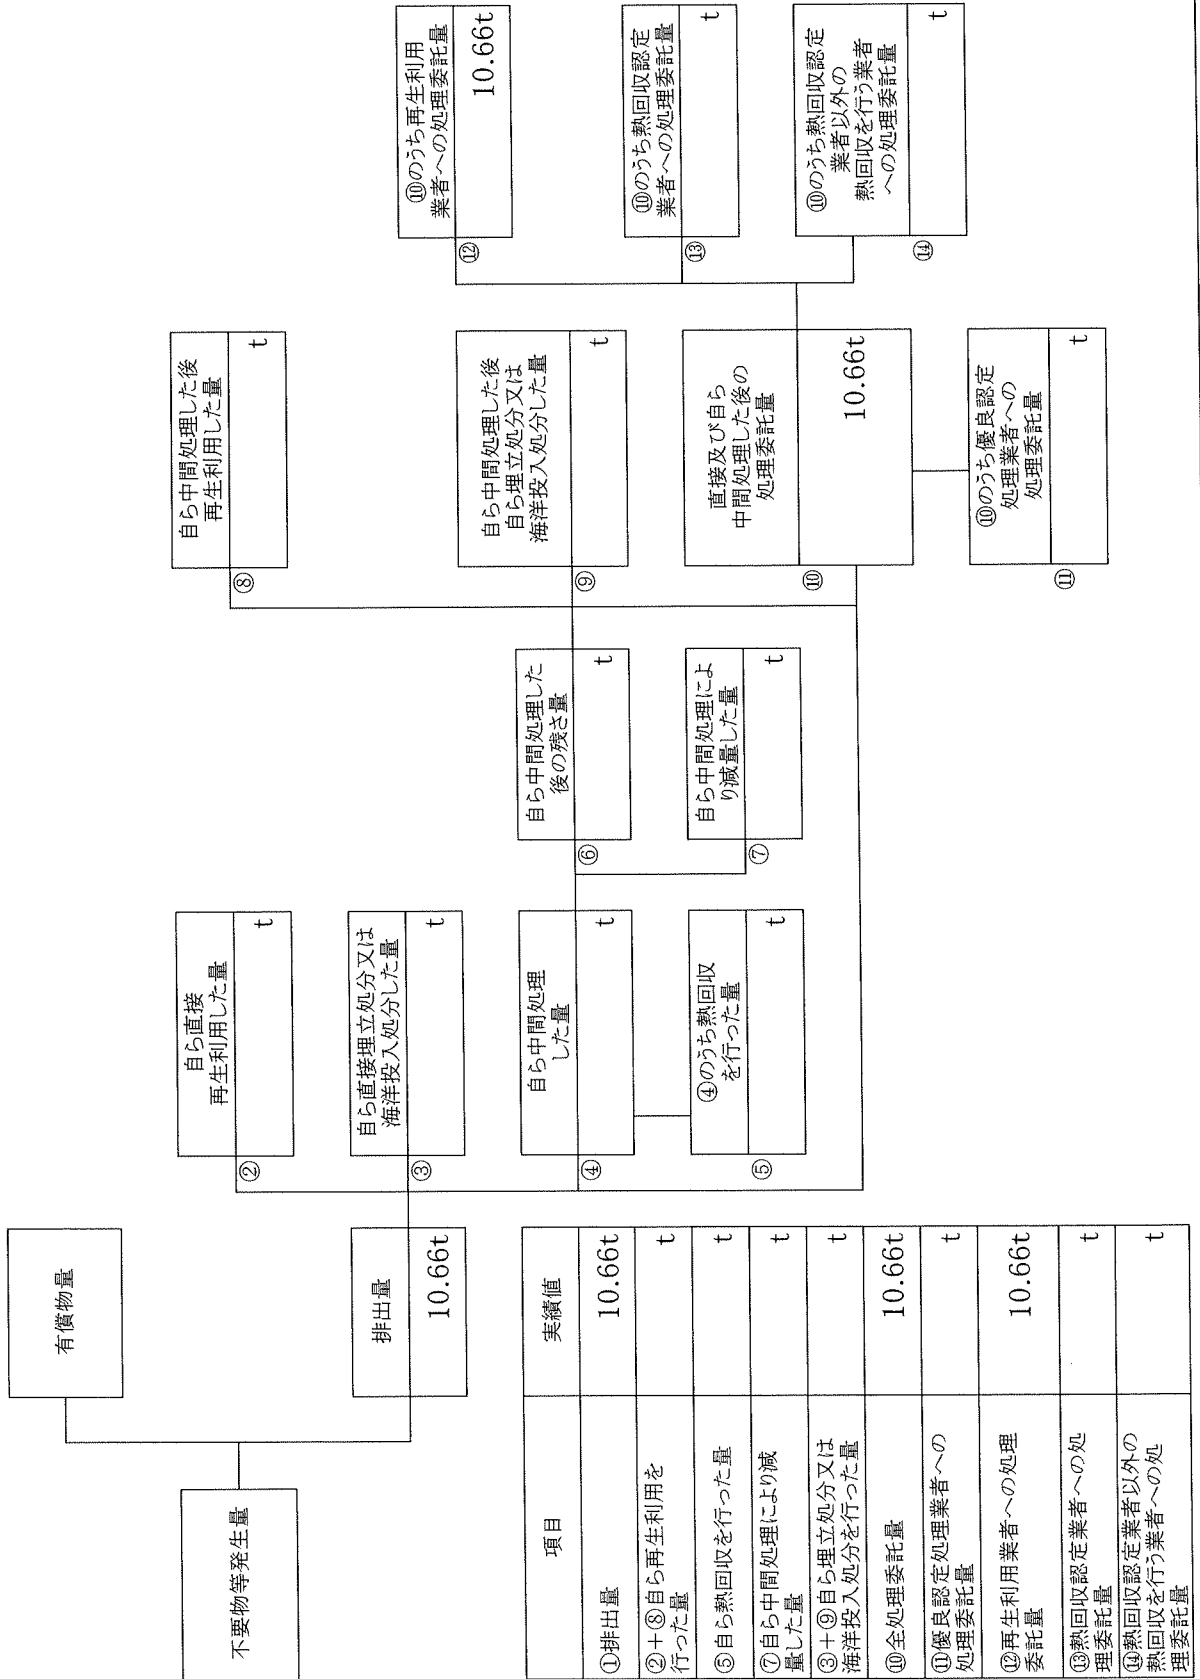 不要物等発生量
有償物量
排出量
10.66t
②
自ら直接
再生利用した量
t
③
自ら直接埋立処分又は
海洋投入処分した量
t
④
自ら中間処理
した量
t
⑤
④のうち熱回収
を行った量
t
⑥
自ら中間処理した
後の残さ量
t
⑦
自ら中間処理によ
り減量した量
t
⑧
自ら中間処理した後
再生利用した量
t
⑨
自ら中間処理した後
自ら埋立処分又は
海洋投入処分した量
t
⑩
直接及び自ら
中間処理した後の
処理委託量
10.66t
⑪
⑩のうち優良認定
処理業者への
処理委託量
t
⑫
⑩のうち再生利用
業者への処理委託量
10.66t
⑬
⑩のうち熱回収認定
業者への処理委託量
t
⑭
⑩のうち熱回収認定
業者以外の
熱回収を行う業者
への処理委託量
t
項目 実績値
①排出量 10.66t
②+⑧自ら再生利用を
行った量 t
⑤自ら熱回収を行った量 t
⑦自ら中間処理により減
量した量 t
③+⑨自ら埋立処分又は
海洋投入処分を行った量 t
⑩全処理委託量 10.66t
⑪優良認定処理業者への
処理委託量 t
⑫再生利用業者への処理
委託量 10.66t
⑬熱回収認定業者への処
理委託量 t
⑭熱回収認定業者以外の
熱回収を行う業者への処
理委託量 t